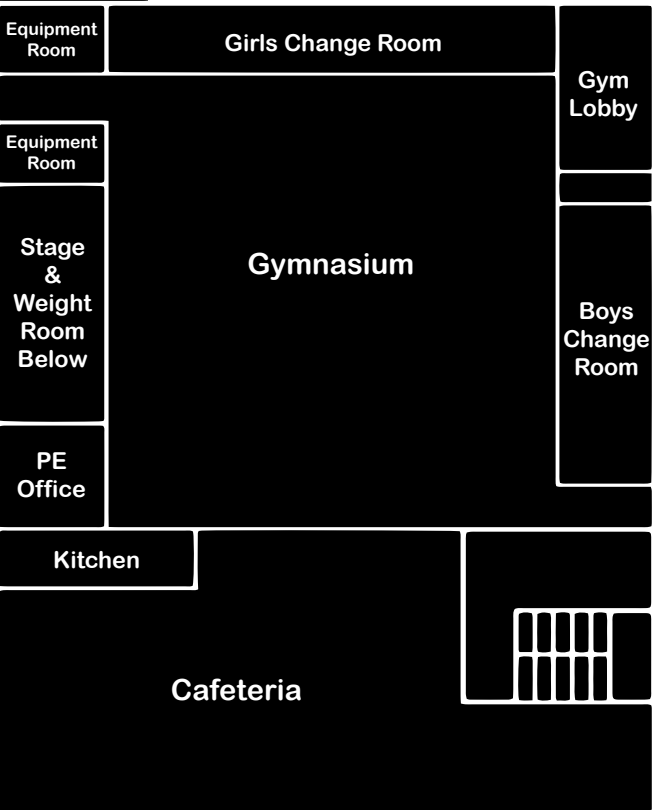 Equipment
Room
Girls Change Room
Gym
Lobby
Equipment
Room
Stage
&
Weight
Room
Below
Gymnasium
Boys
Change
Room
PE
Office
Kitchen
Cafeteria